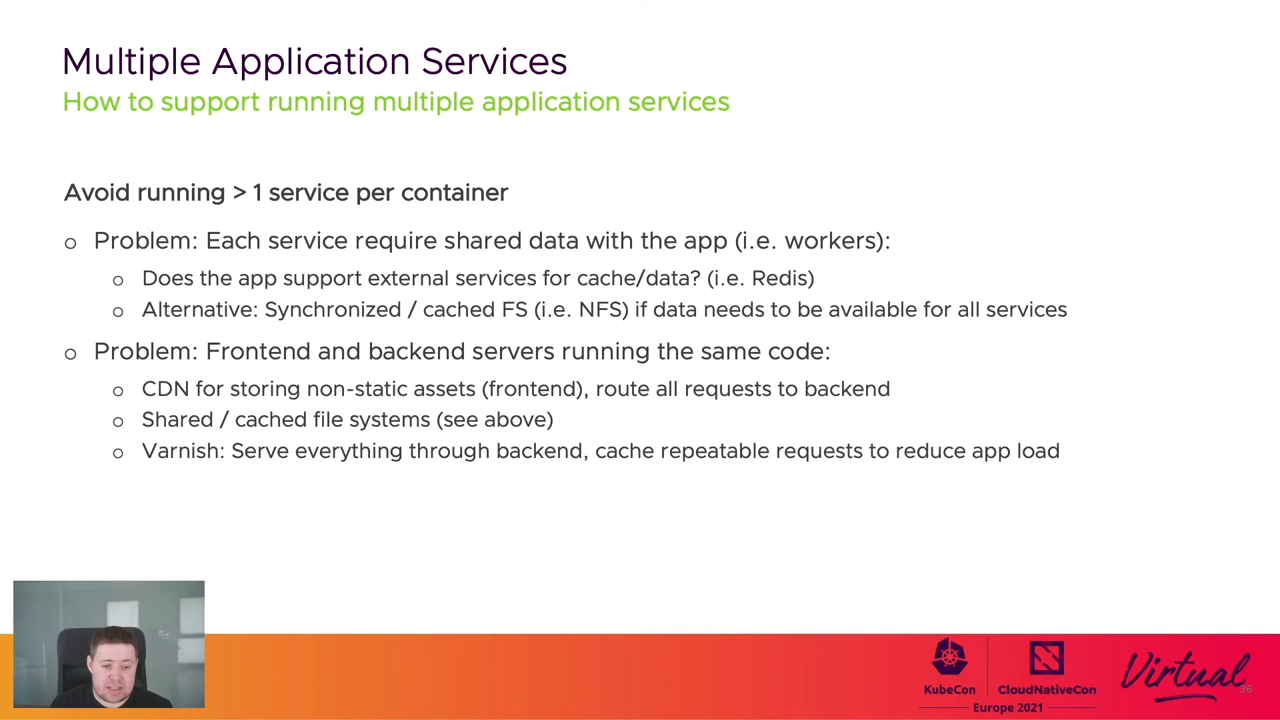 Multiple Application Services
How to support running multiple application services
Avoid running > 1 service per container
Problem: Each service require shared data with the app (i.e. workers):
Does the app support external services for cache/data? (i.e. Redis)
Alternative: Synchronized / cached FS (i.e. NFS) if data needs to be available for all services
Problem: Frontend and backend servers running the same code:
CDN for storing non-static assets (frontend), route all requests to backend
Shared / cached file systems (see above)
Varnish: Serve everything through backend, cache repeatable requests to reduce app load
KubeCon
CloudNativeCon
Europe 2021
Virtual
36